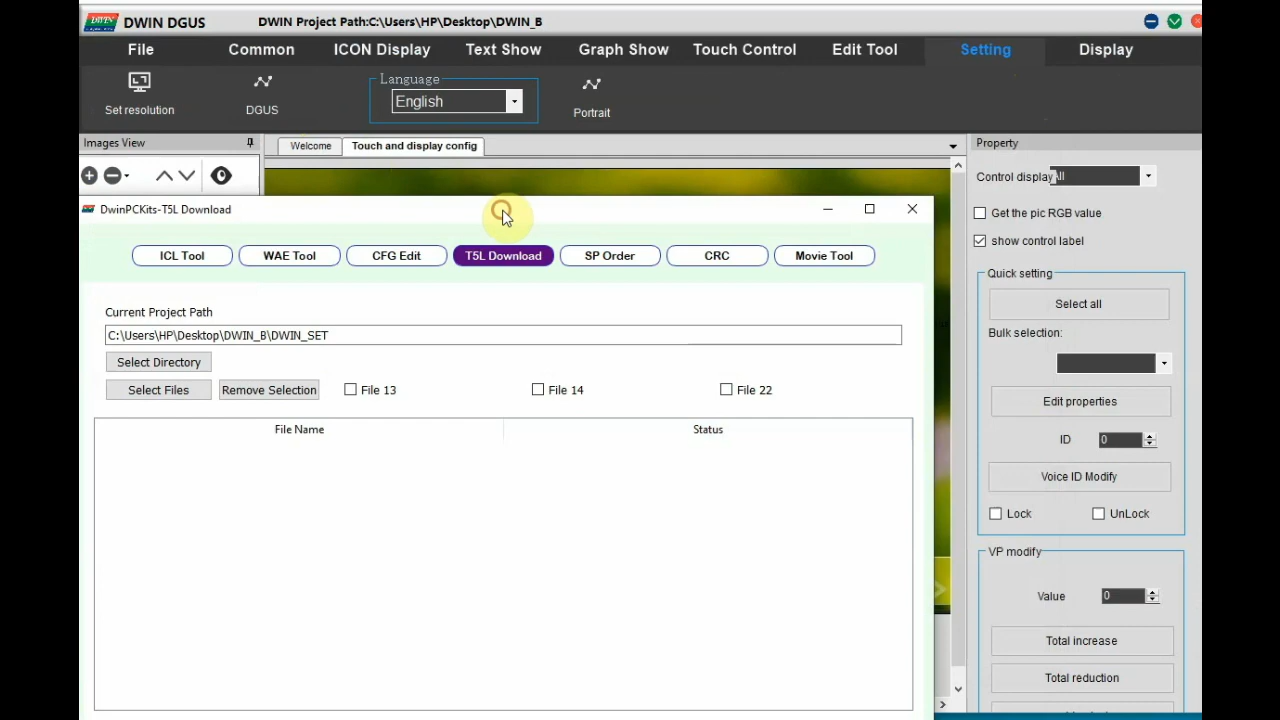 DWIN DWIN DGUS DWIN Project Path:C:\Users\HP\Desktop\DWIN_B
File Common ICON Display Text Show Graph Show Touch Control Edit Tool Setting Display
Language
English
Set resolution DGUS Portrait
Images View Welcome Touch and display config Property
Control display All
DwinPCKits-T5L Download
Get the pic RGB value
show control label
ICL Tool WAE Tool CFG Edit T5L Download SP Order CRC Movie Tool
Quick setting
Select all
Current Project Path
C:\Users\HP\Desktop\DWIN_B\DWIN_SET
Bulk selection:
Select Directory
Select Files Remove Selection File 13 File 14 File 22
Edit properties
File Name Status
ID 0
Voice ID Modify
Lock UnLock
VP modify
Value 0
Total increase
Total reduction